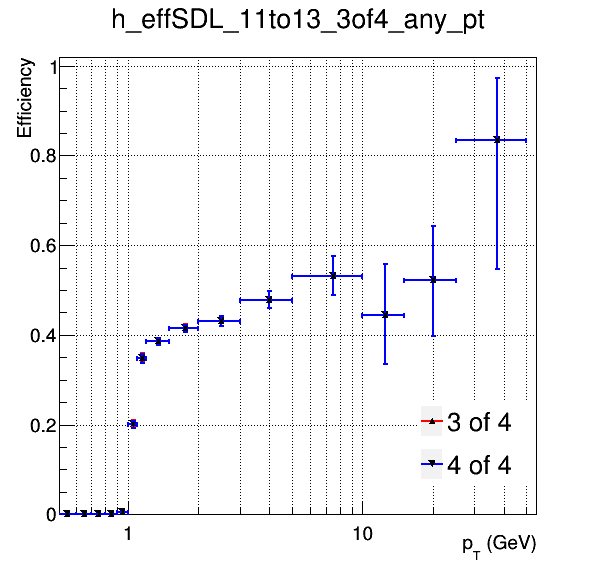 h_effSDL_11to13_3of4_any_pt
Efficiency
1
0.8
0.6
0.4
0.2
0
3 of 4
4 of 4
1
10
p_T (GeV)